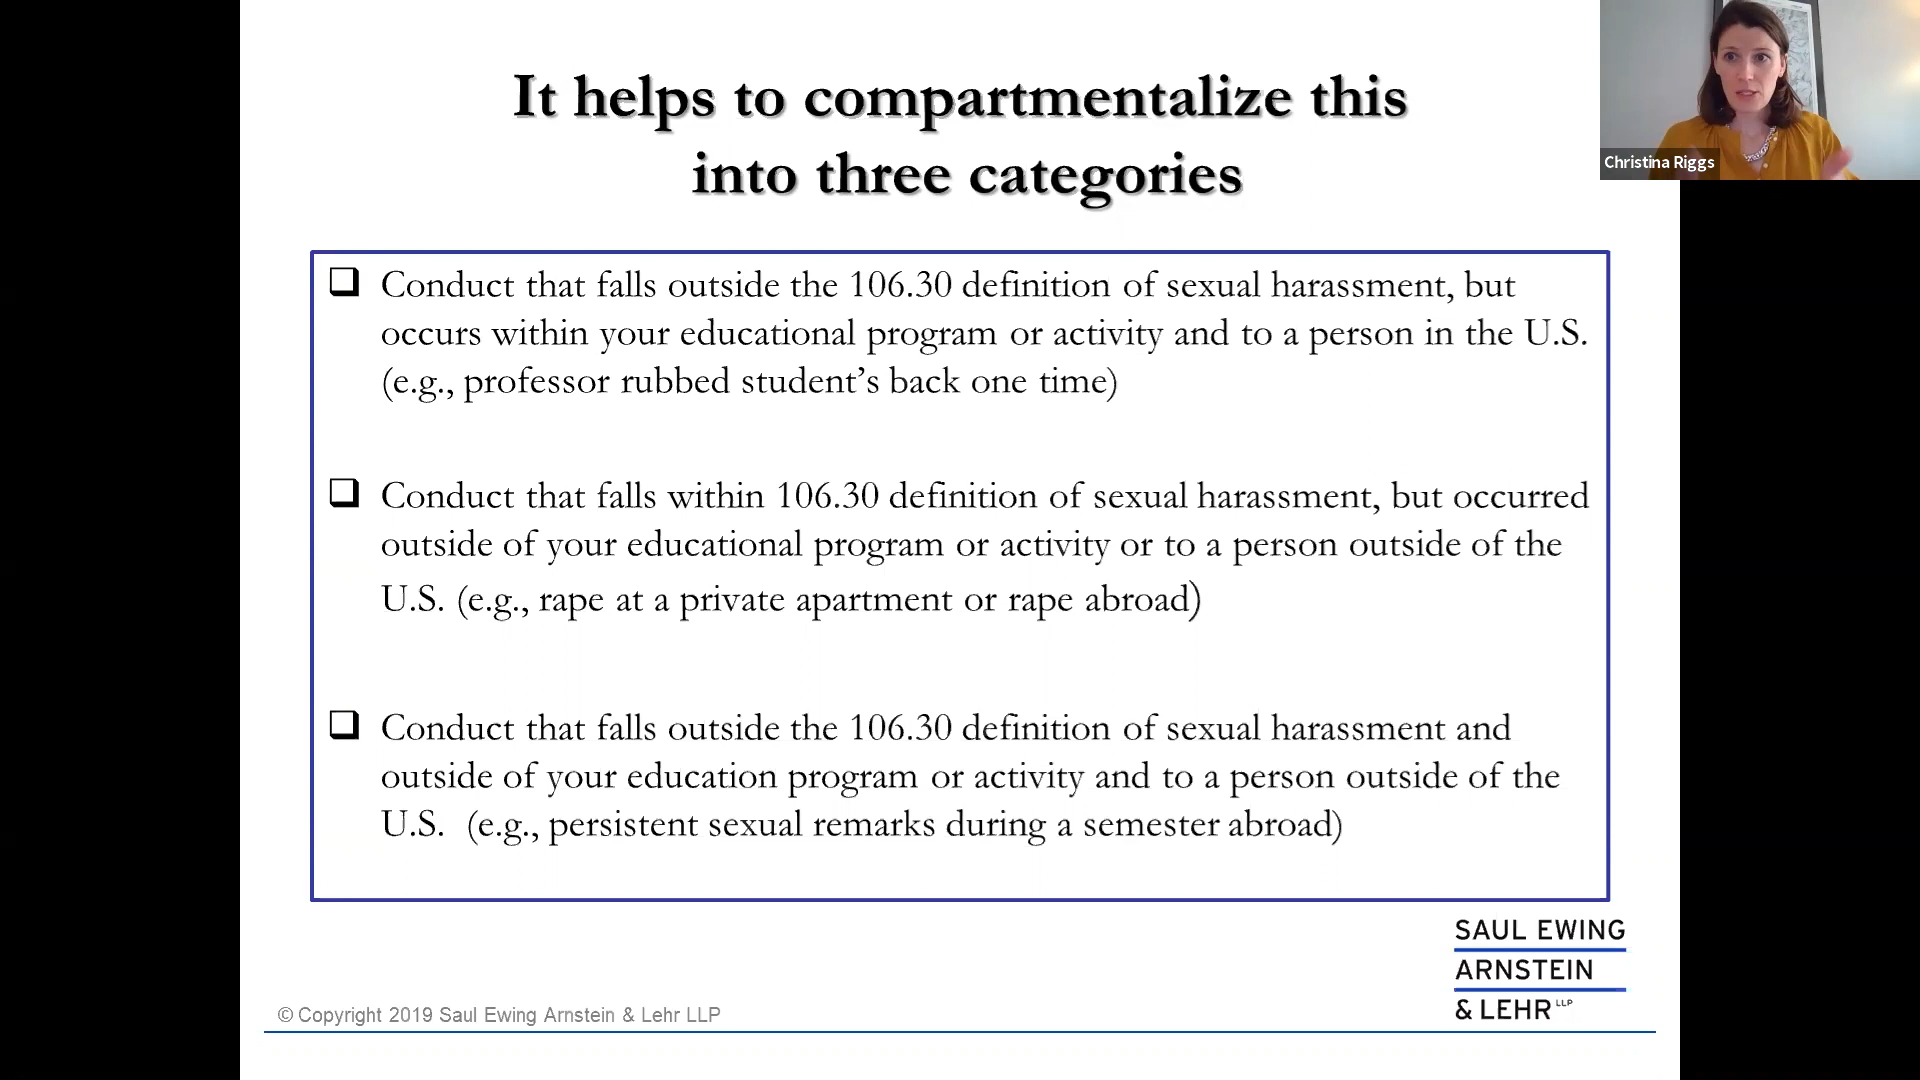 It helps to compartmentalize this
into three categories
Christina Riggs
❑ Conduct that falls outside the 106.30 definition of sexual harassment, but
occurs within your educational program or activity and to a person in the U.S.
(e.g., professor rubbed student’s back one time)
❑ Conduct that falls within 106.30 definition of sexual harassment, but occurred
outside of your educational program or activity or to a person outside of the
U.S. (e.g., rape at a private apartment or rape abroad)
❑ Conduct that falls outside the 106.30 definition of sexual harassment and
outside of your education program or activity and to a person outside of the
U.S. (e.g., persistent sexual remarks during a semester abroad)
SAUL EWING
ARNSTEIN
& LEHR LLP
© Copyright 2019 Saul Ewing Arnstein & Lehr LLP